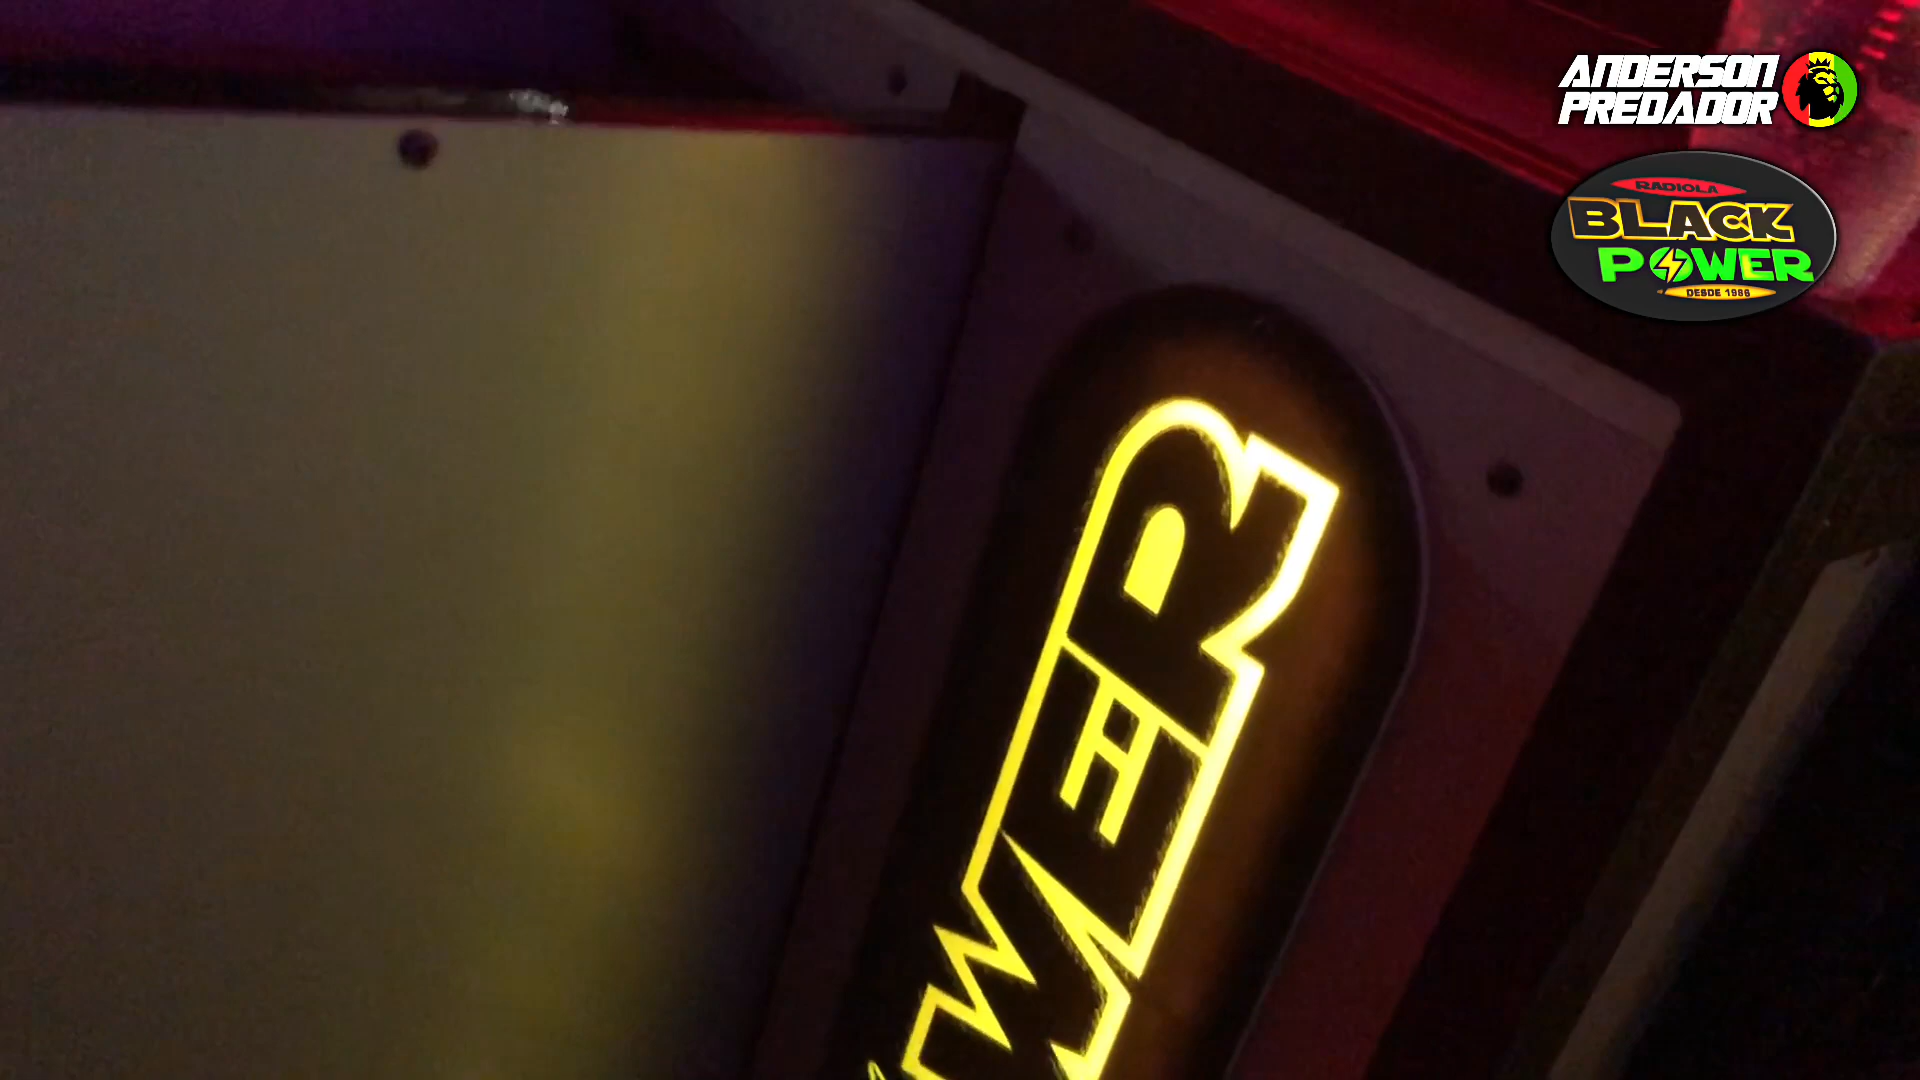 ANDERSON
PREDADOR
RADIOLA
BLACK
POWER
DESDE 1986
WER